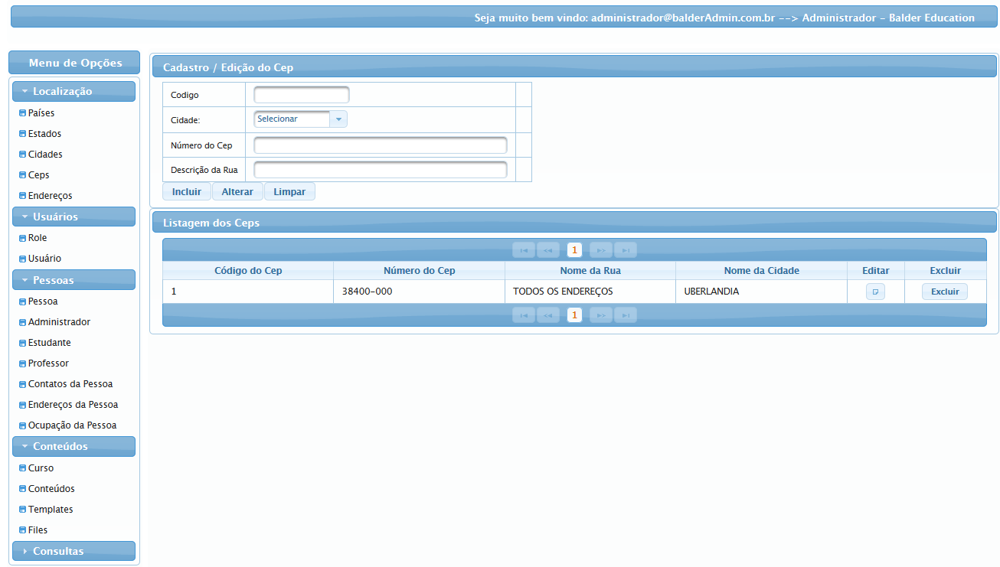 Seja muito bem vindo: administrador@balderAdmin.com.br --> Administrador - Balder Education
Menu de Opções
Localização
Países
Estados
Cidades
Ceps
Endereços
Usuários
Role
Usuário
Pessoas
Pessoa
Administrador
Estudante
Professor
Contatos da Pessoa
Endereços da Pessoa
Ocupação da Pessoa
Conteúdos
Curso
Conteúdos
Templates
Files
Consultas
Cadastro / Edição do Cep
Codigo
Cidade: Selecionar
Número do Cep
Descrição da Rua
Incluir Alterar Limpar
Listagem dos Ceps
1
Código do Cep Número do Cep Nome da Rua Nome da Cidade Editar Excluir
1 38400-000 TODOS OS ENDEREÇOS UBERLANDIA Excluir
1